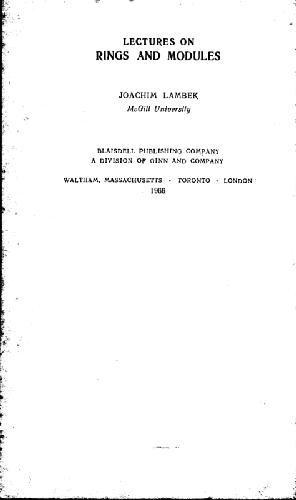 LECTURES ON
RINGS AND MODULES
JOACHIM LAMBEK
McGill University
BLAISDELL PUBLISHING COMPANY
A DIVISION OF GINN AND COMPANY
WALTHAM, MASSACHUSETTS · TORONTO · LONDON
1966